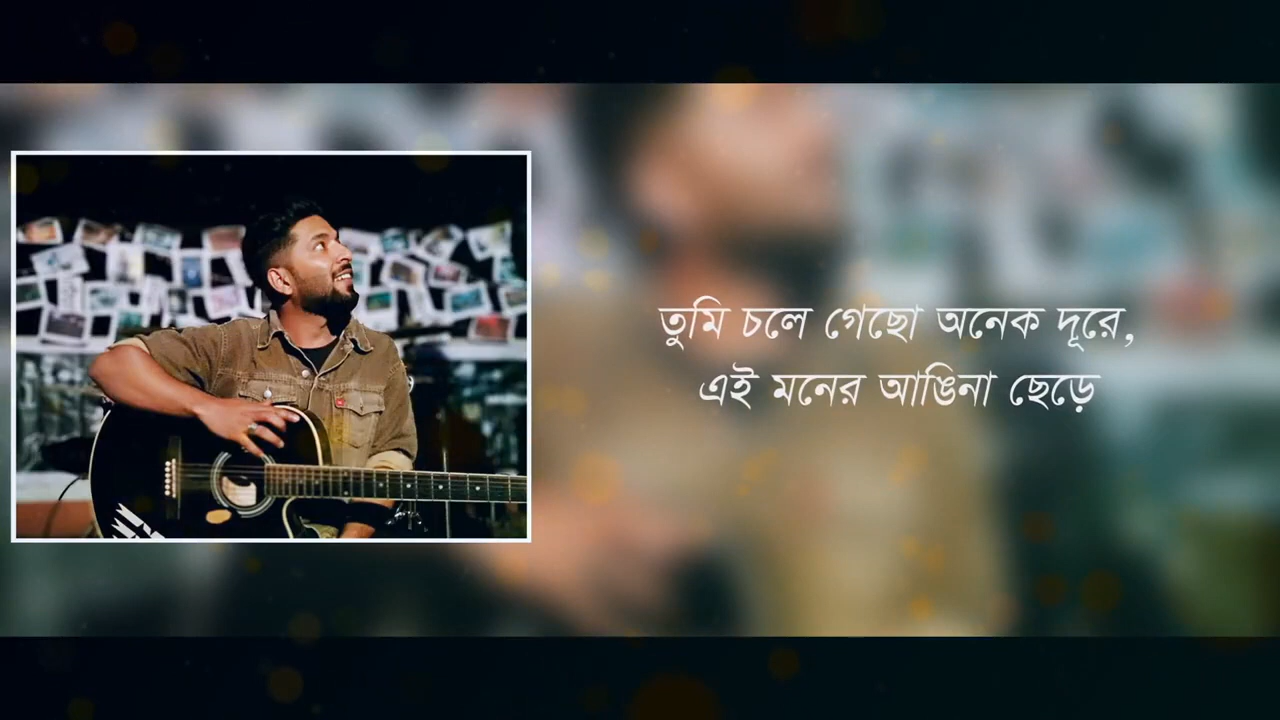 তুমি চলে গেছো অনেক দূরে,
এই মনের আঙিনা ছেড়ে